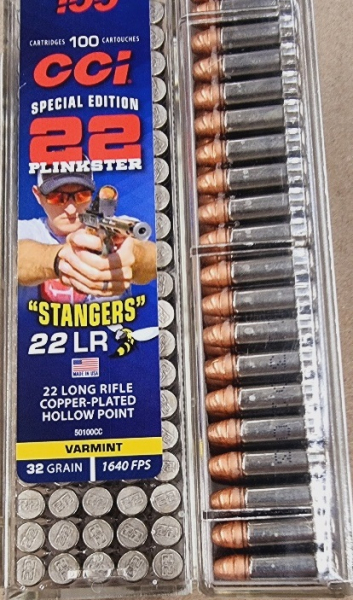 CARTRIDGES 100 CARTOUCHES
CCI
SPECIAL EDITION
22
PLINKSTER
"STANGERS"
22 LR
MADE IN USA
22 LONG RIFLE
COPPER-PLATED
HOLLOW POINT
50100CC
VARMINT
32 GRAIN 1640 FPS